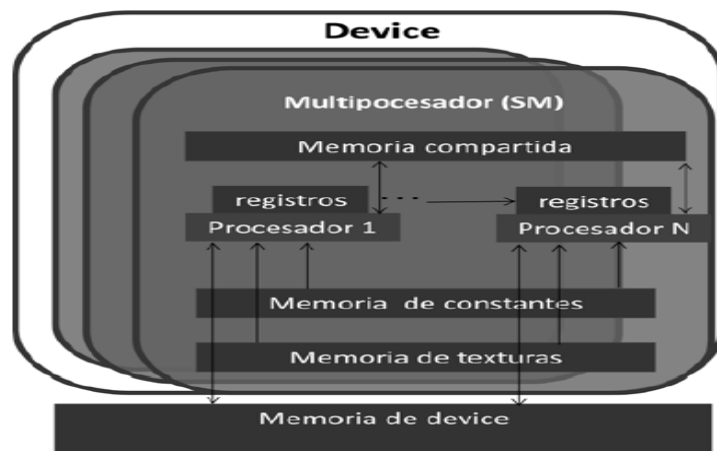 Device
Multipocesador (SM)
Memoria compartida
registros ... registros
Procesador 1 Procesador N
Memoria de constantes
Memoria de texturas
Memoria de device